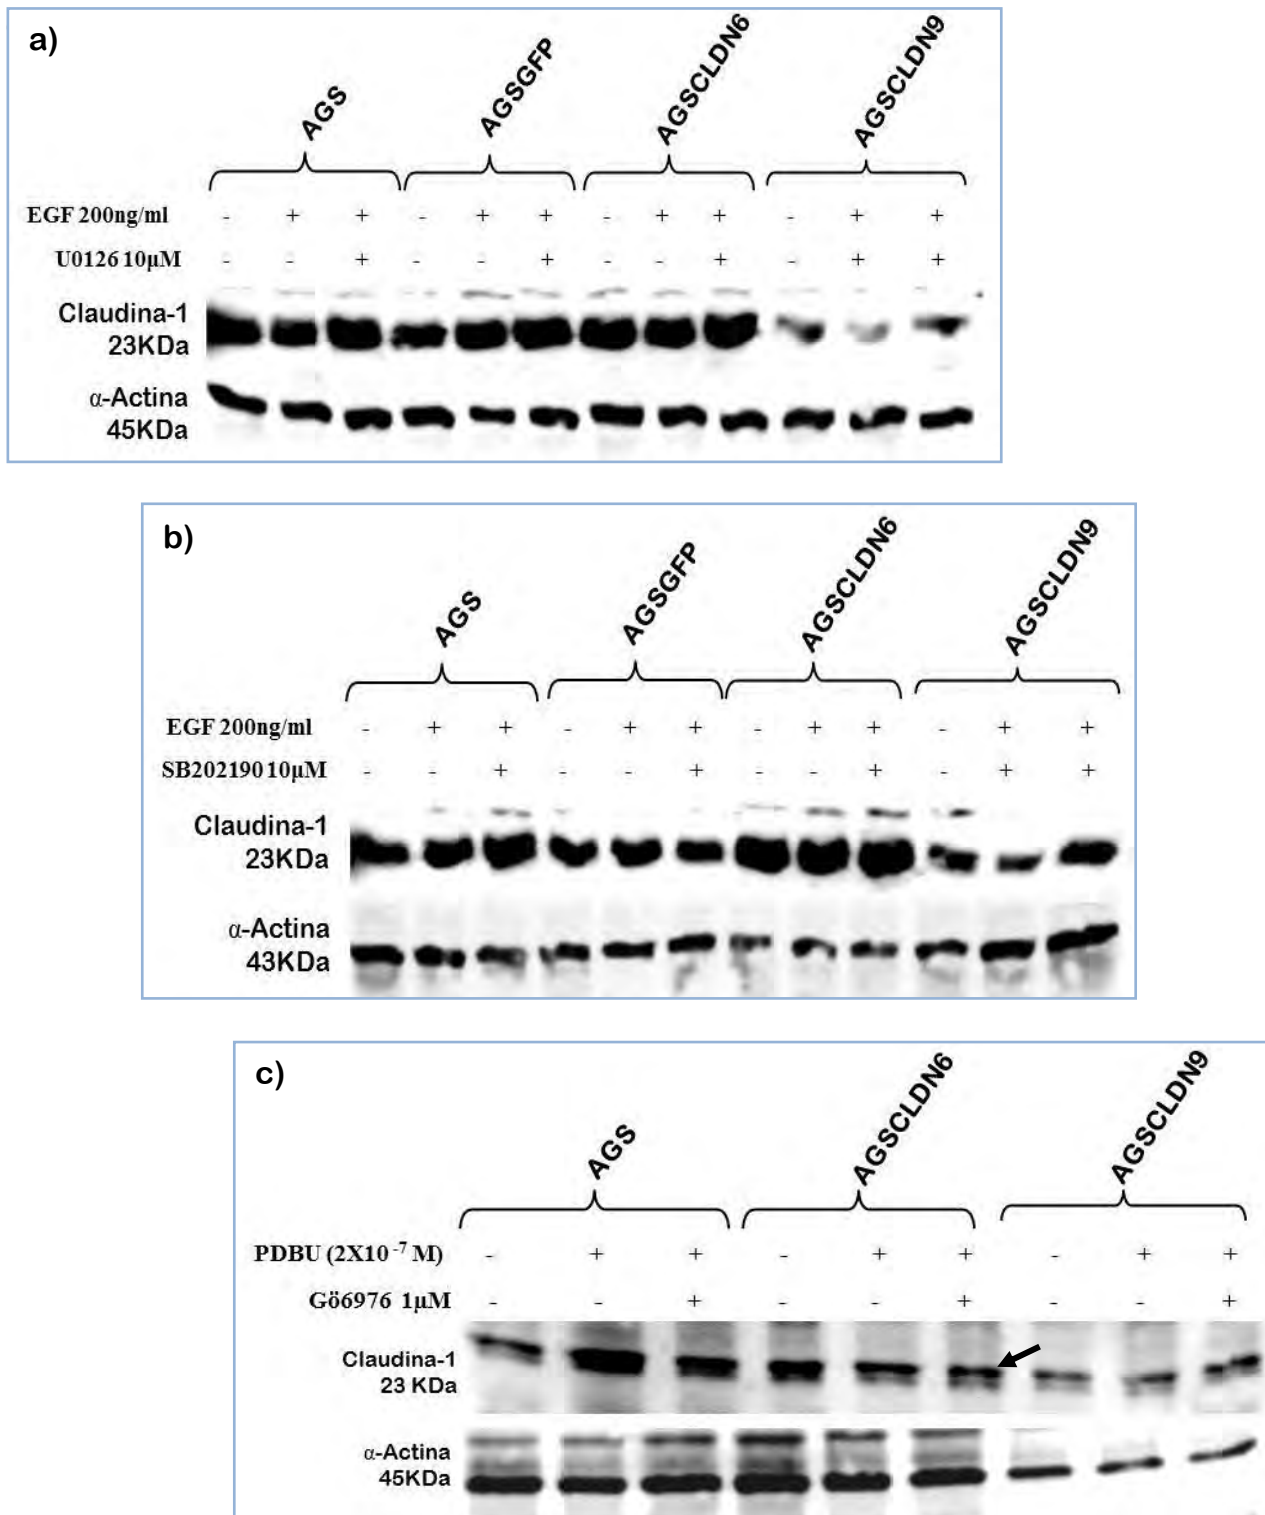 a)
AGS AGSGFP AGSCLDN6 AGSCLDN9
EGF 200ng/ml - + + - + + - + + - + +
U0126 10µM - - + - - + - - + - + +
Claudina-1
23KDa
α-Actina
45KDa
b)
AGS AGSGFP AGSCLDN6 AGSCLDN9
EGF 200ng/ml - + + - + + - + + - + +
SB202190 10µM - - + - - + - - + - + +
Claudina-1
23KDa
α-Actina
43KDa
c)
AGS AGSCLDN6 AGSCLDN9
PDBU (2X10 -7 M) - + + - + + - + +
Gö6976 1µM - - + - - + - - +
Claudina-1
23 KDa
α-Actina
45KDa